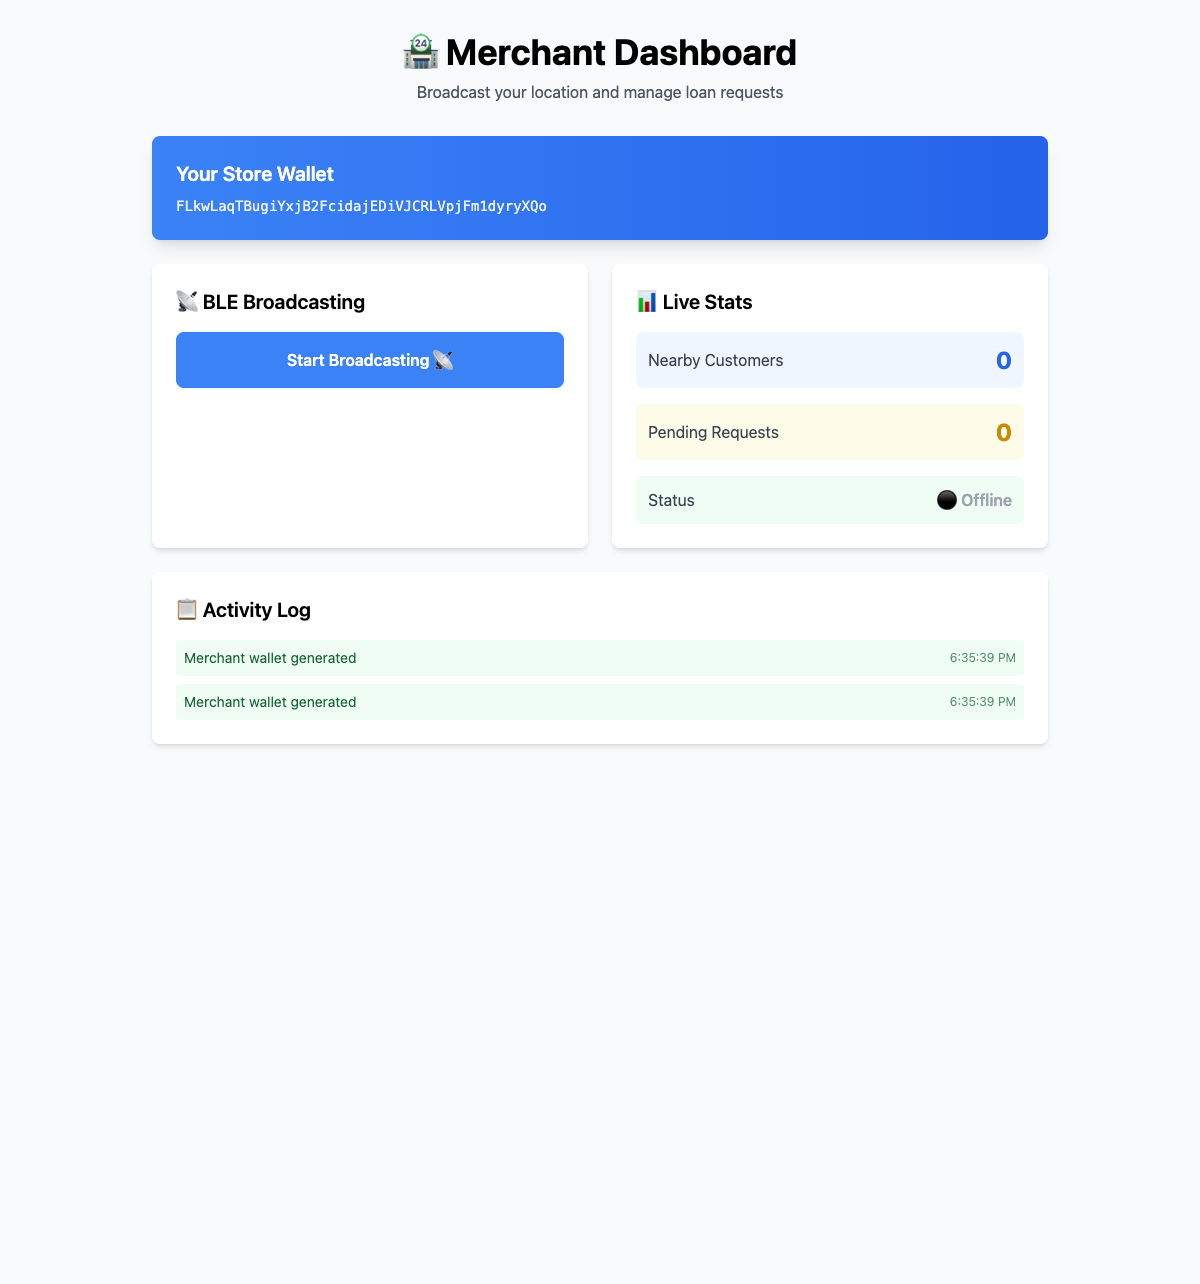 Merchant Dashboard
Broadcast your location and manage loan requests
Your Store Wallet
FLkwLaqTBugiYxjB2FcidajEDiVJCRLVpjFm1dyryXQo
BLE Broadcasting
Start Broadcasting
Live Stats
Nearby Customers 0
Pending Requests 0
Status Offline
Activity Log
Merchant wallet generated 6:35:39 PM
Merchant wallet generated 6:35:39 PM